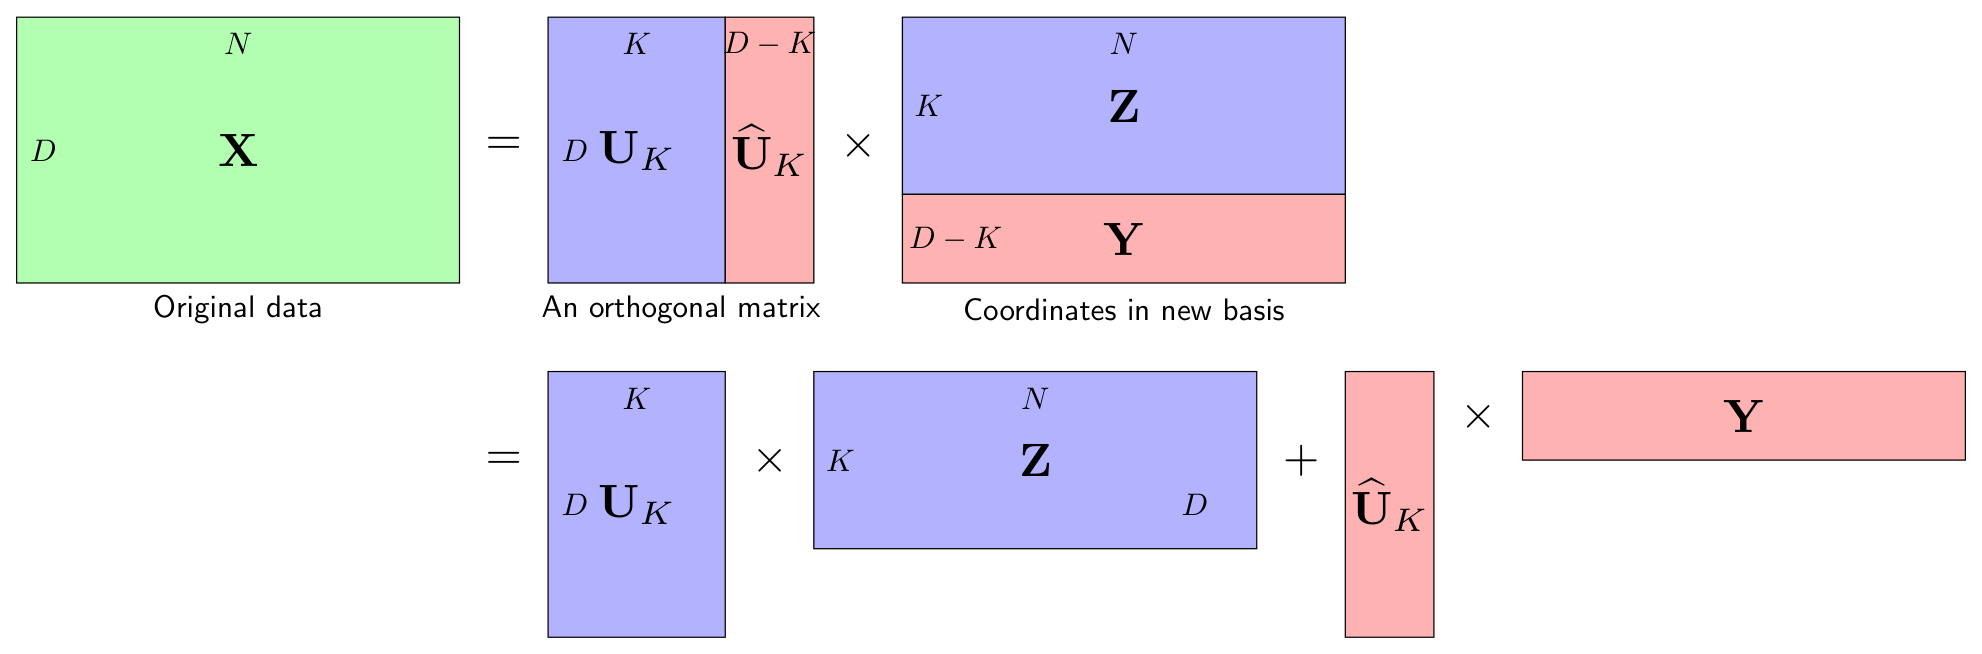 N K D − K N
K Z
D X = D U_K Û_K ×
D − K Y
Original data An orthogonal matrix Coordinates in new basis
K N
× Y
= × K Z +
D U_K D Û_K